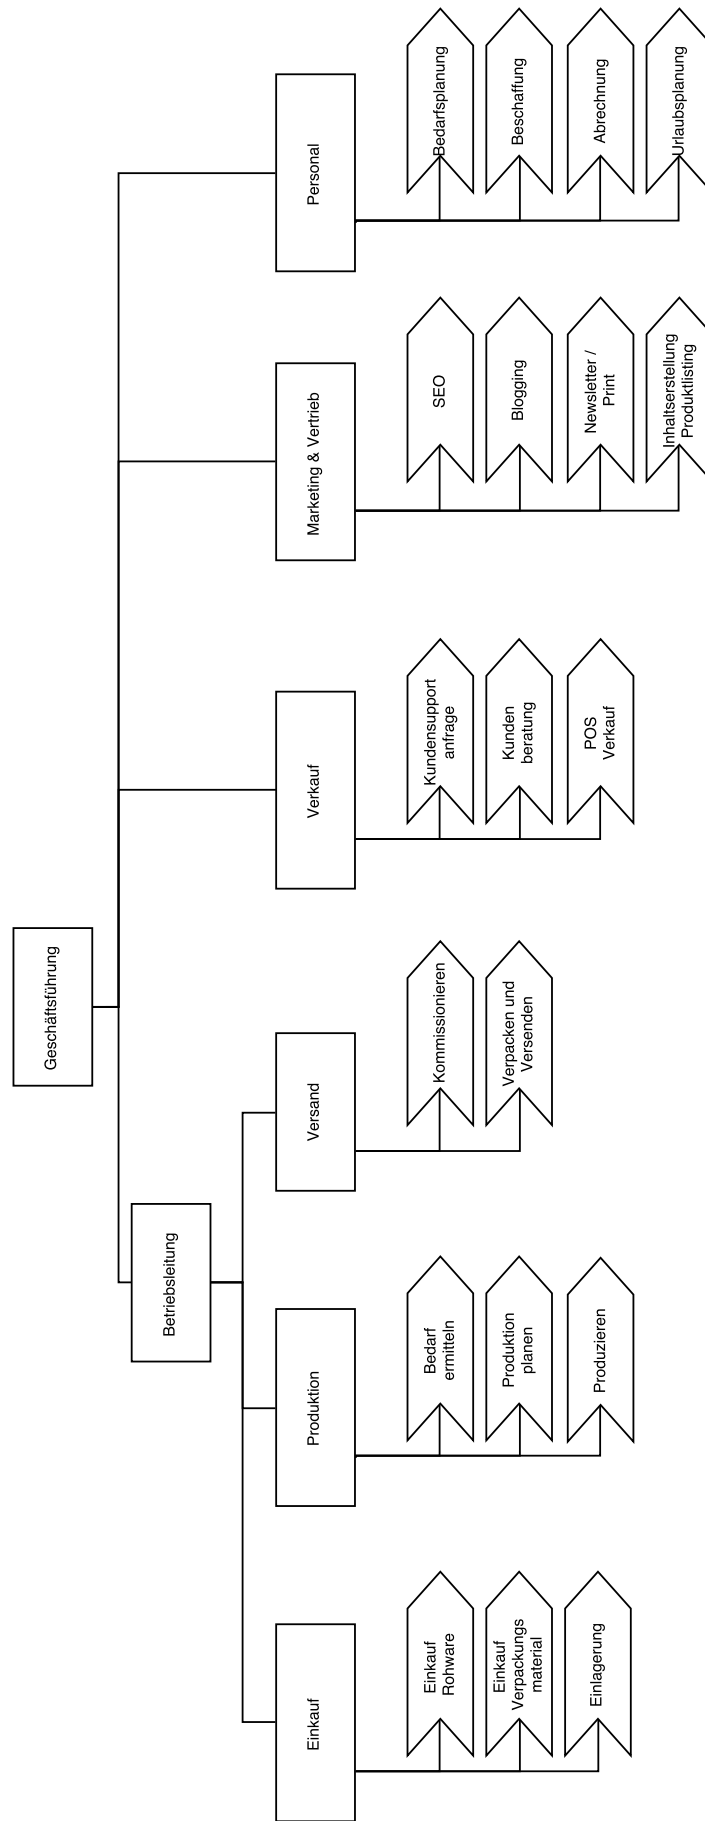 Geschäftsführung
Betriebsleitung
Einkauf
Produktion
Versand
Verkauf
Marketing & Vertrieb
Personal
Einkauf
Rohware
Einkauf
Verpackungs
material
Einlagerung
Bedarf
ermitteln
Produktion
planen
Produzieren
Kommissionieren
Verpacken und
Versenden
Kundensupport
anfrage
Kunden
beratung
POS
Verkauf
SEO
Blogging
Newsletter /
Print
Inhaltserstellung
Produktlisting
Bedarfsplanung
Beschaffung
Abrechnung
Urlaubsplanung